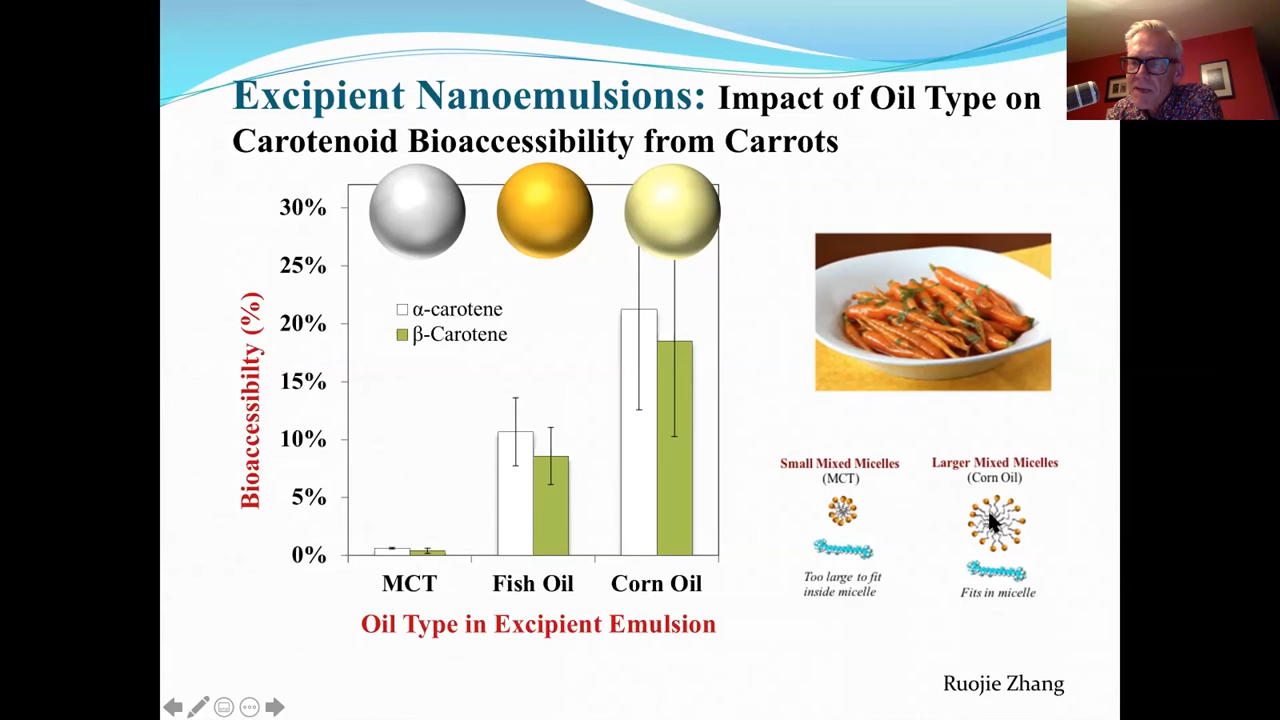 Excipient Nanoemulsions: Impact of Oil Type on
Carotenoid Bioaccessibility from Carrots
30%
25%
20%
15%
10%
5%
0%
Bioaccessibilty (%)
α-carotene
β-Carotene
MCT
Fish Oil
Corn Oil
Oil Type in Excipient Emulsion
Small Mixed Micelles
(MCT)
Too large to fit
inside micelle
Larger Mixed Micelles
(Corn Oil)
Fits in micelle
Ruojie Zhang